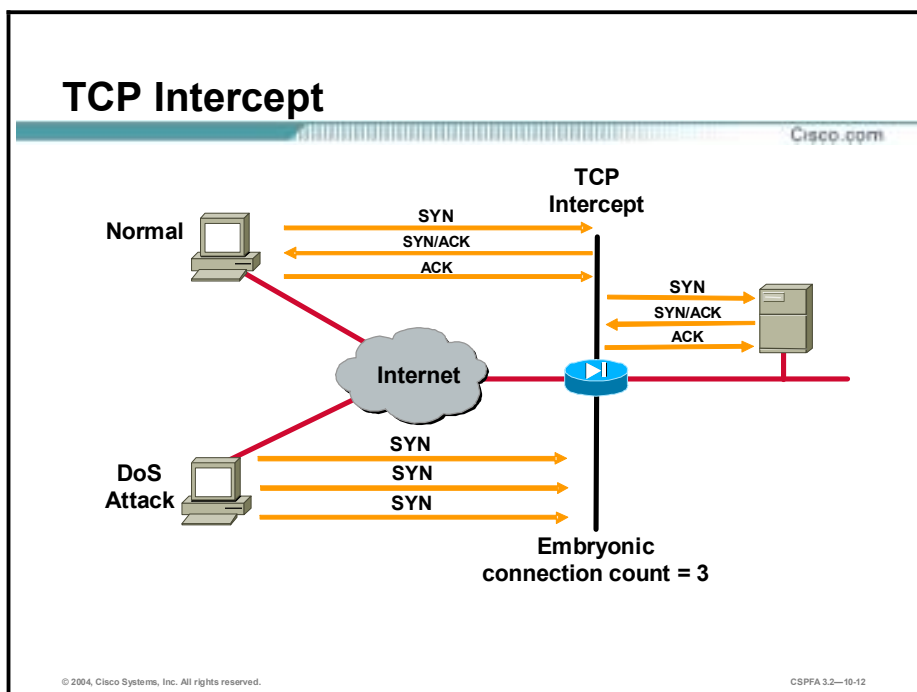 TCP Intercept
Cisco.com
TCP
Intercept
Normal
SYN
SYN/ACK
ACK
SYN
SYN/ACK
ACK
Internet
DoS
Attack
SYN
SYN
SYN
Embryonic
connection count = 3
© 2004, Cisco Systems, Inc. All rights reserved.
CSPFA 3.2—10-12